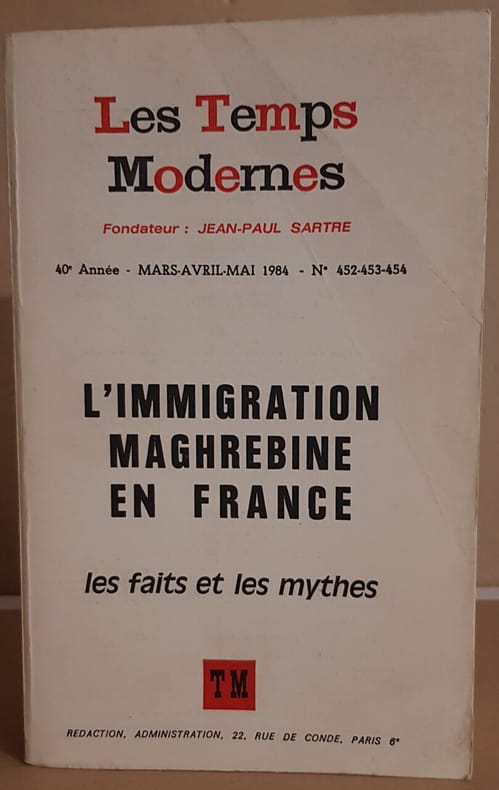 Les Temps
Modernes
Fondateur : JEAN-PAUL SARTRE
40e Année - MARS-AVRIL-MAI 1984 - N° 452-453-454
L'IMMIGRATION
MAGHREBINE
EN FRANCE
les faits et les mythes
TM
REDACTION, ADMINISTRATION, 22, RUE DE CONDE, PARIS 6e